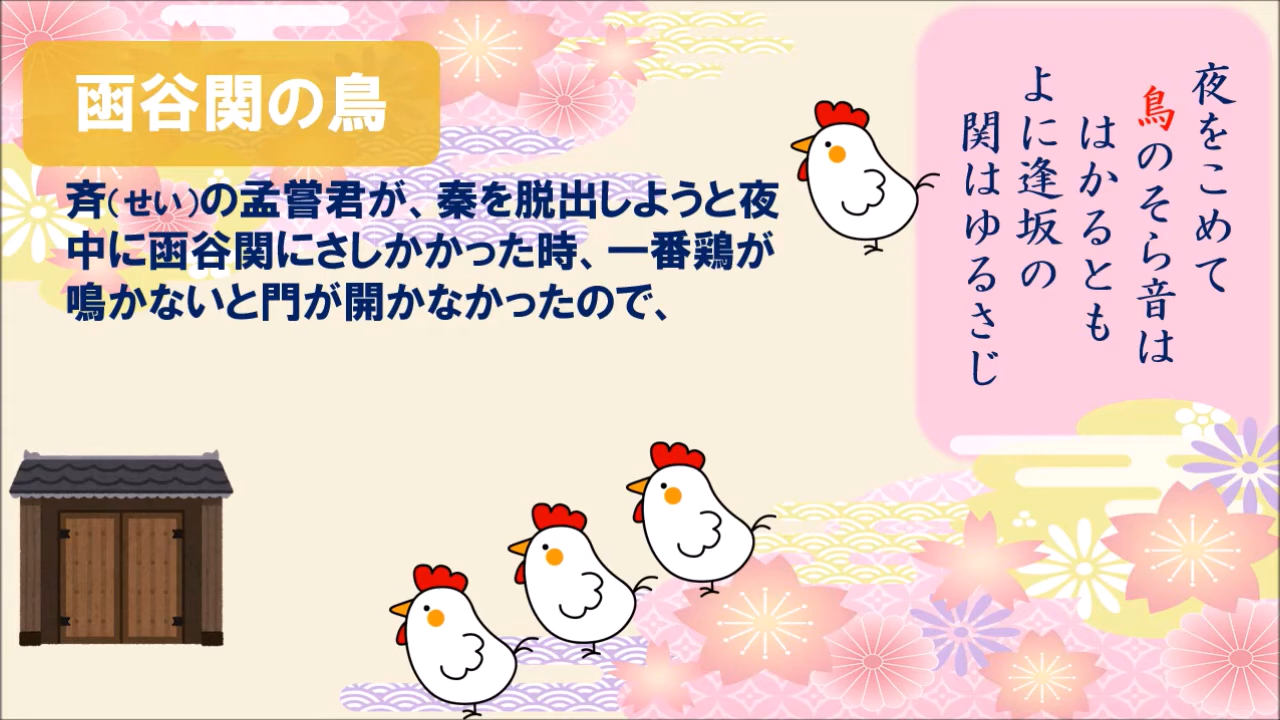 函谷関の鳥
斉(せい)の孟嘗君が、秦を脱出しようと夜
中に函谷関にさしかかった時、一番鶏が
鳴かないと門が開かなかったので、
夜をこめて
鳥のそら音は
はかるとも
よに逢坂の
関はゆるさじ